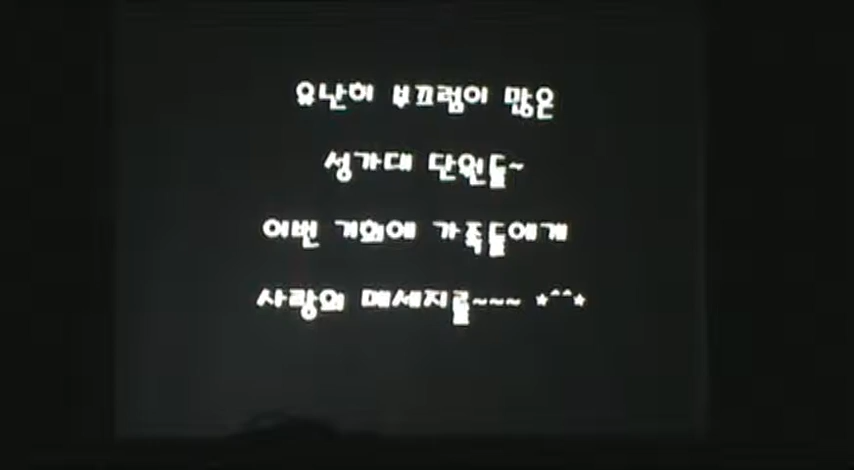 유난히 부끄럼이 많은
성가대 단원들~
이번 기회에 가족들에게
사랑의 메세지를~~~ *^^*